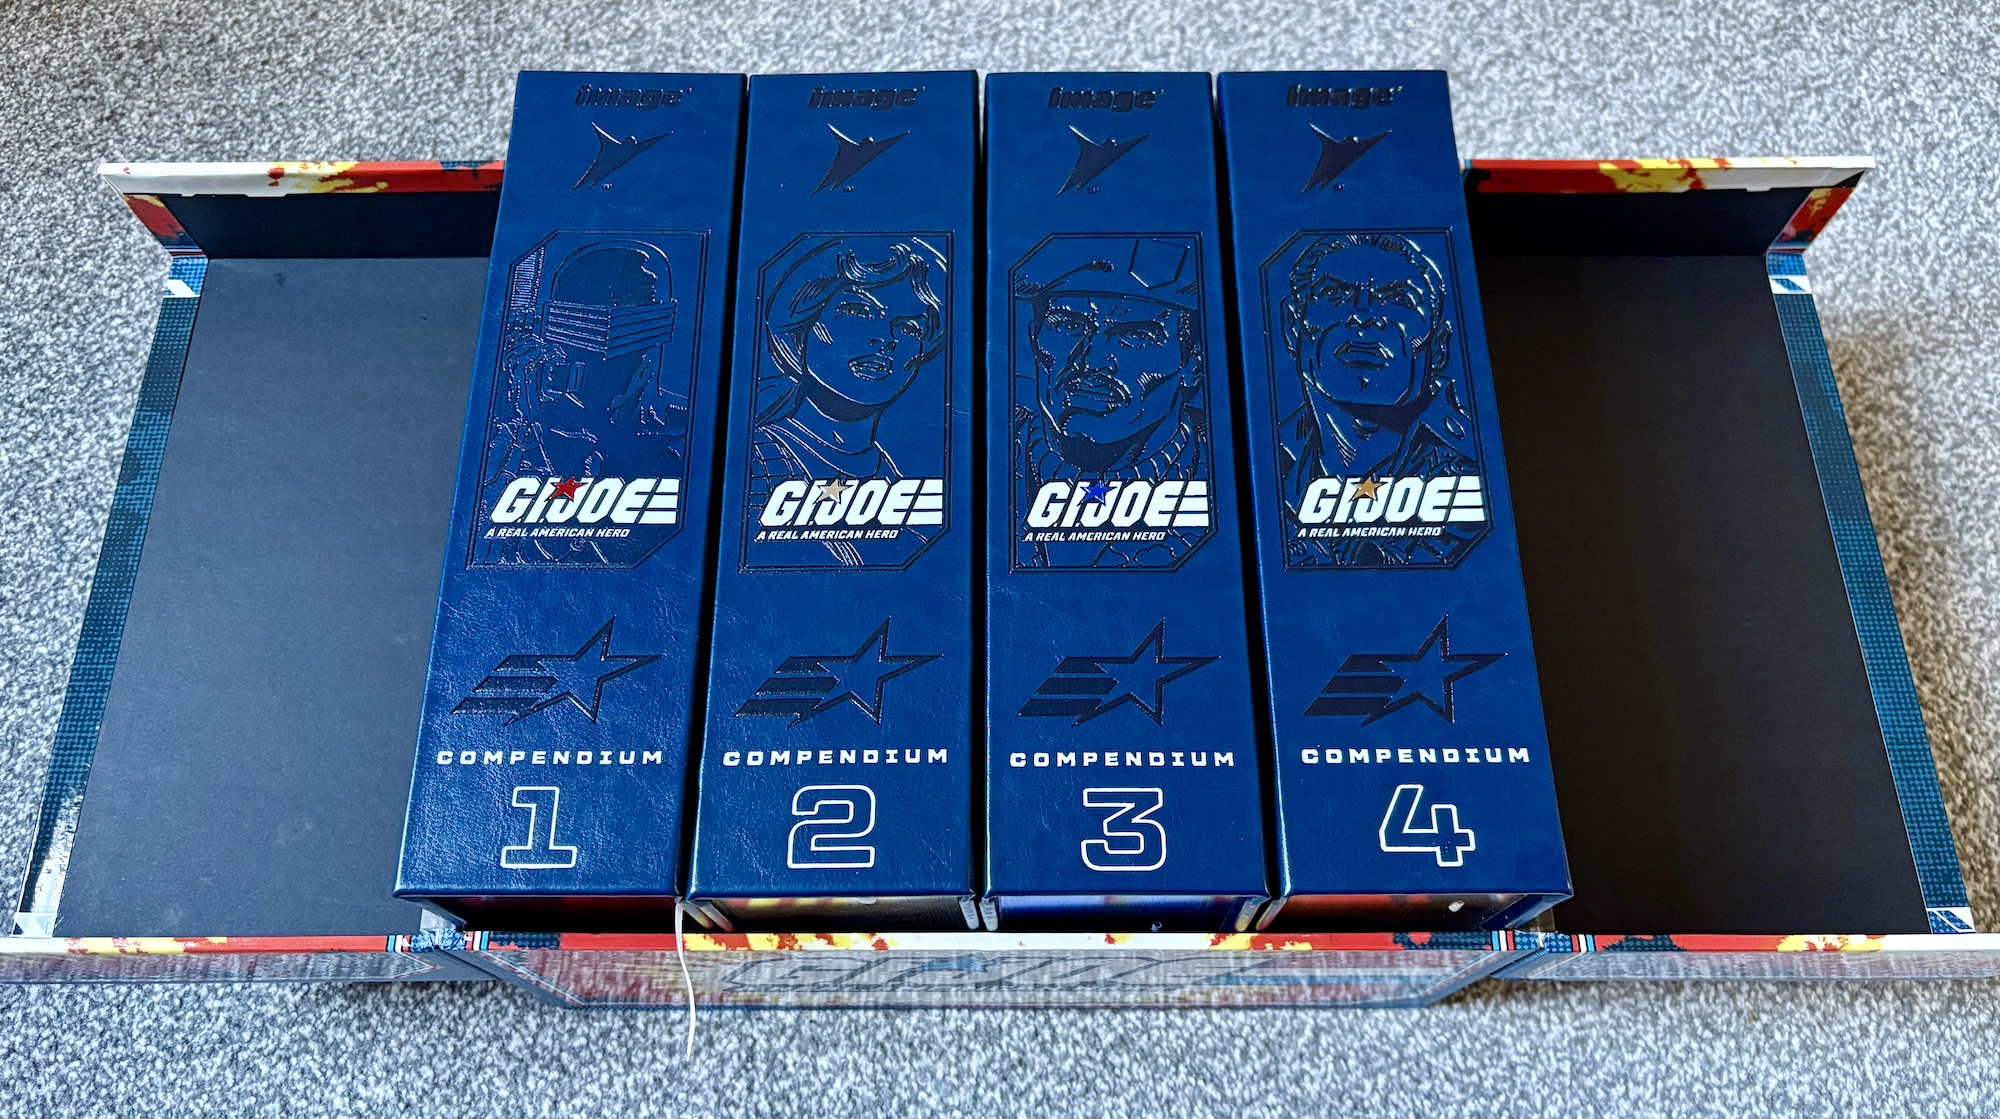 image
G.I. JOE
A REAL AMERICAN HERO
COMPENDIUM
1
image
G.I. JOE
A REAL AMERICAN HERO
COMPENDIUM
2
image
G.I. JOE
A REAL AMERICAN HERO
COMPENDIUM
3
image
G.I. JOE
A REAL AMERICAN HERO
COMPENDIUM
4
G.I. JOE